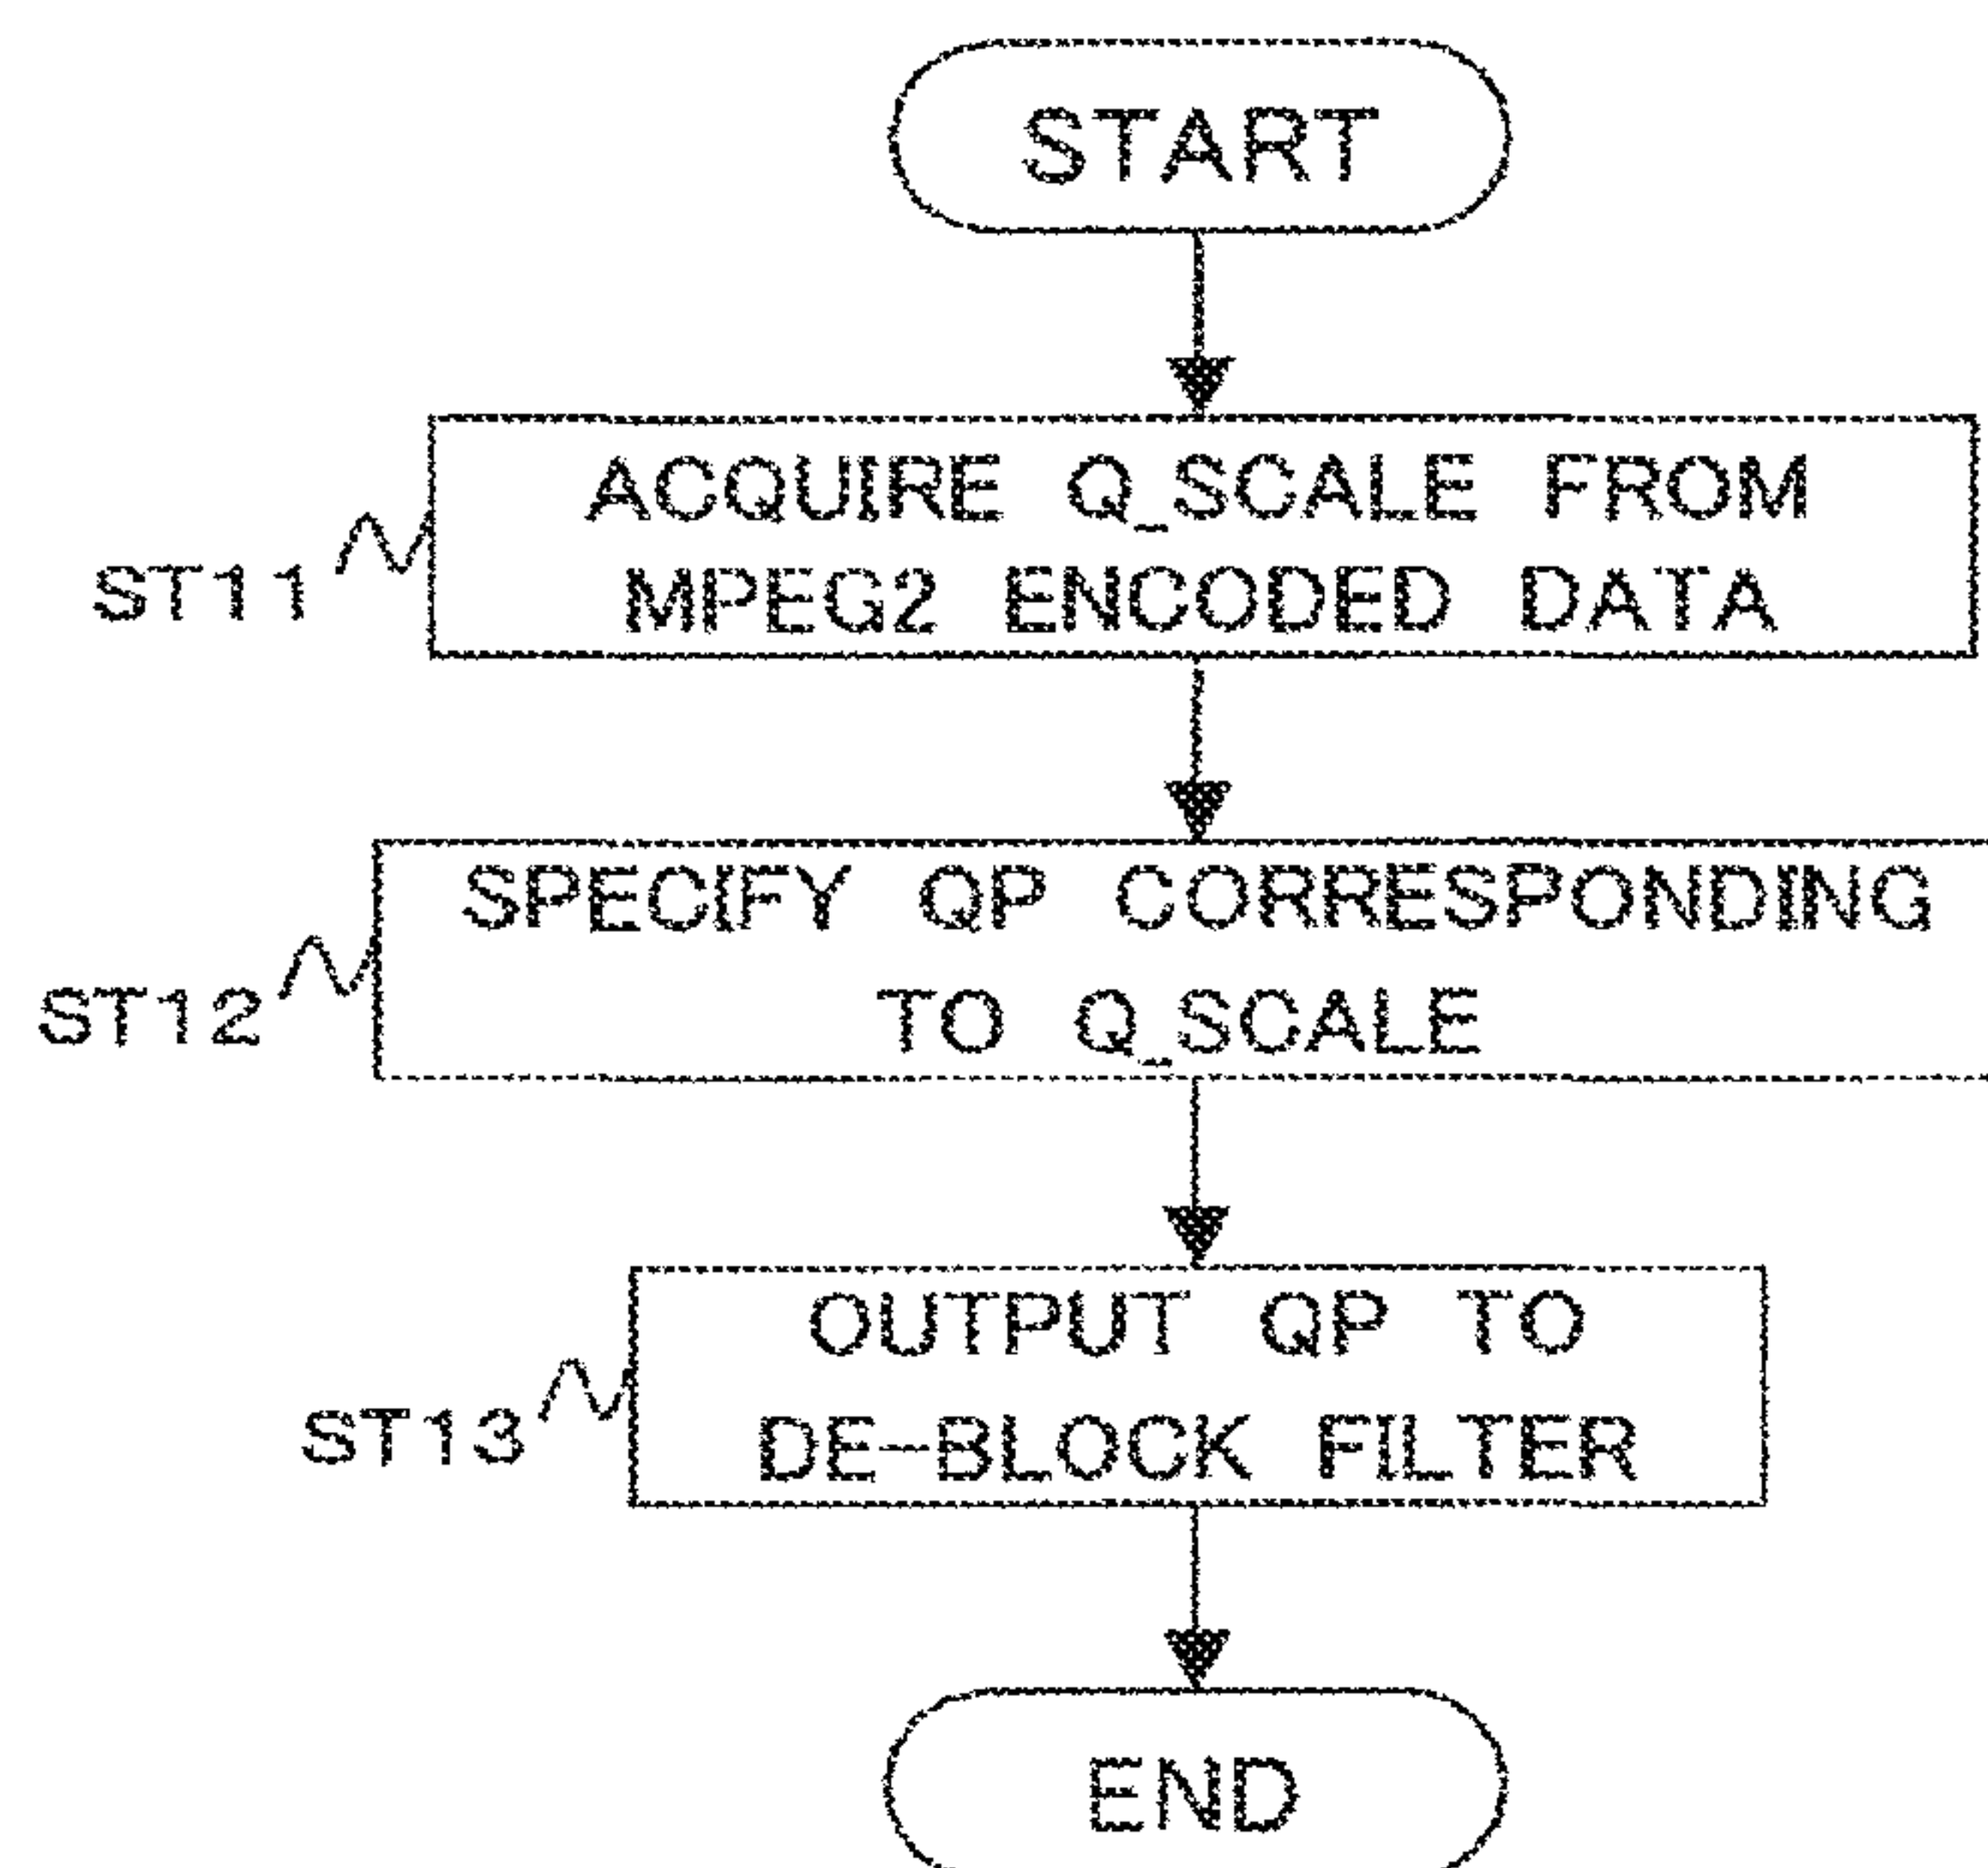 START
ACQUIRE Q_SCALE FROM
MPEG2 ENCODED DATA
ST11
SPECIFY QP CORRESPONDING
TO Q_SCALE
ST12
OUTPUT QP TO
DE-BLOCK FILTER
ST13
END